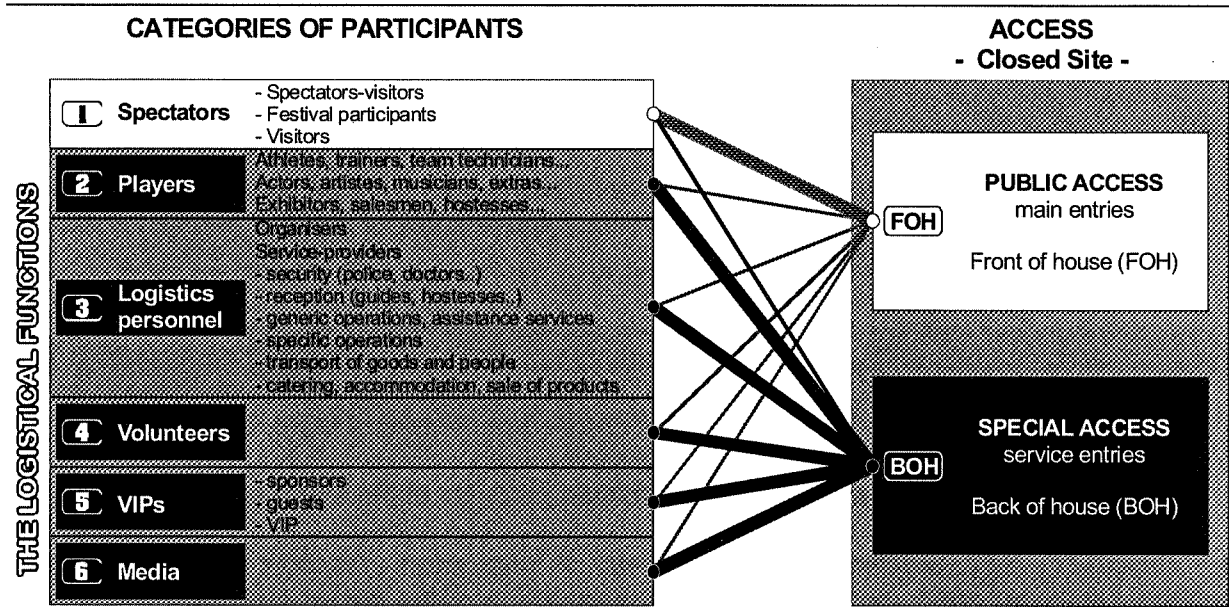 CATEGORIES OF PARTICIPANTS
ACCESS
- Closed Site -
THE LOGISTICAL FUNCTIONS
1 Spectators
- Spectators-visitors
- Festival participants
- Visitors
2 Players
Athletes, trainers, team technicians...
Actors, artistes, musicians, extras...
Exhibitors, salesmen, hostesses...
3 Logistics
personnel
Organisers
Service-providers
- security (police, doctors..)
- reception (guides, hostesses..)
- generic operations, assistance services
- specific operations
- transport of goods and people
- catering, accommodation, sale of products
4 Volunteers
5 VIPs
- sponsors
- guests
- VIP
6 Media
FOH
PUBLIC ACCESS
main entries
Front of house (FOH)
BOH
SPECIAL ACCESS
service entries
Back of house (BOH)